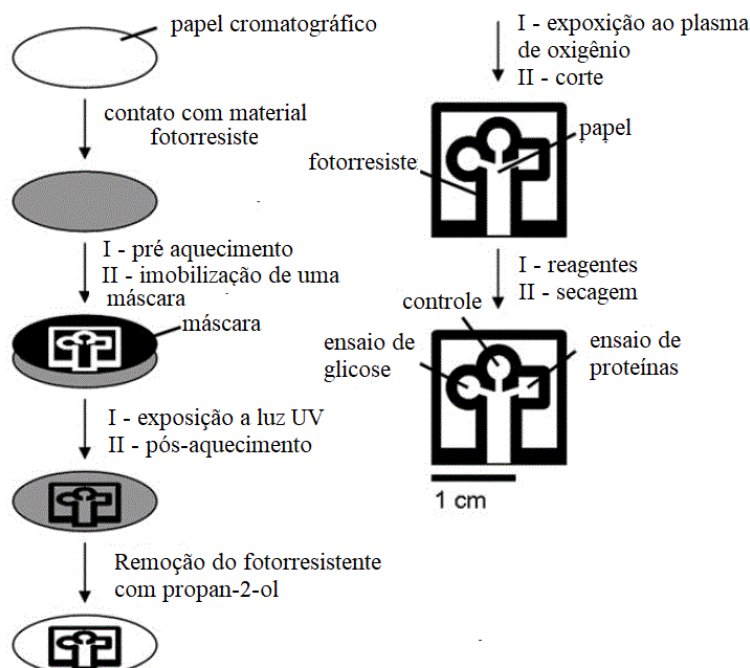 papel cromatográfico
contato com material
fotorresiste
I - pré aquecimento
II - imobilização de uma
máscara
máscara
I - exposição a luz UV
II - pós-aquecimento
Remoção do fotorresistente
com propan-2-ol
I - expoxição ao plasma
de oxigênio
II - corte
papel
fotorresiste
I - reagentes
II - secagem
controle
ensaio de
glicose
ensaio de
proteínas
1 cm